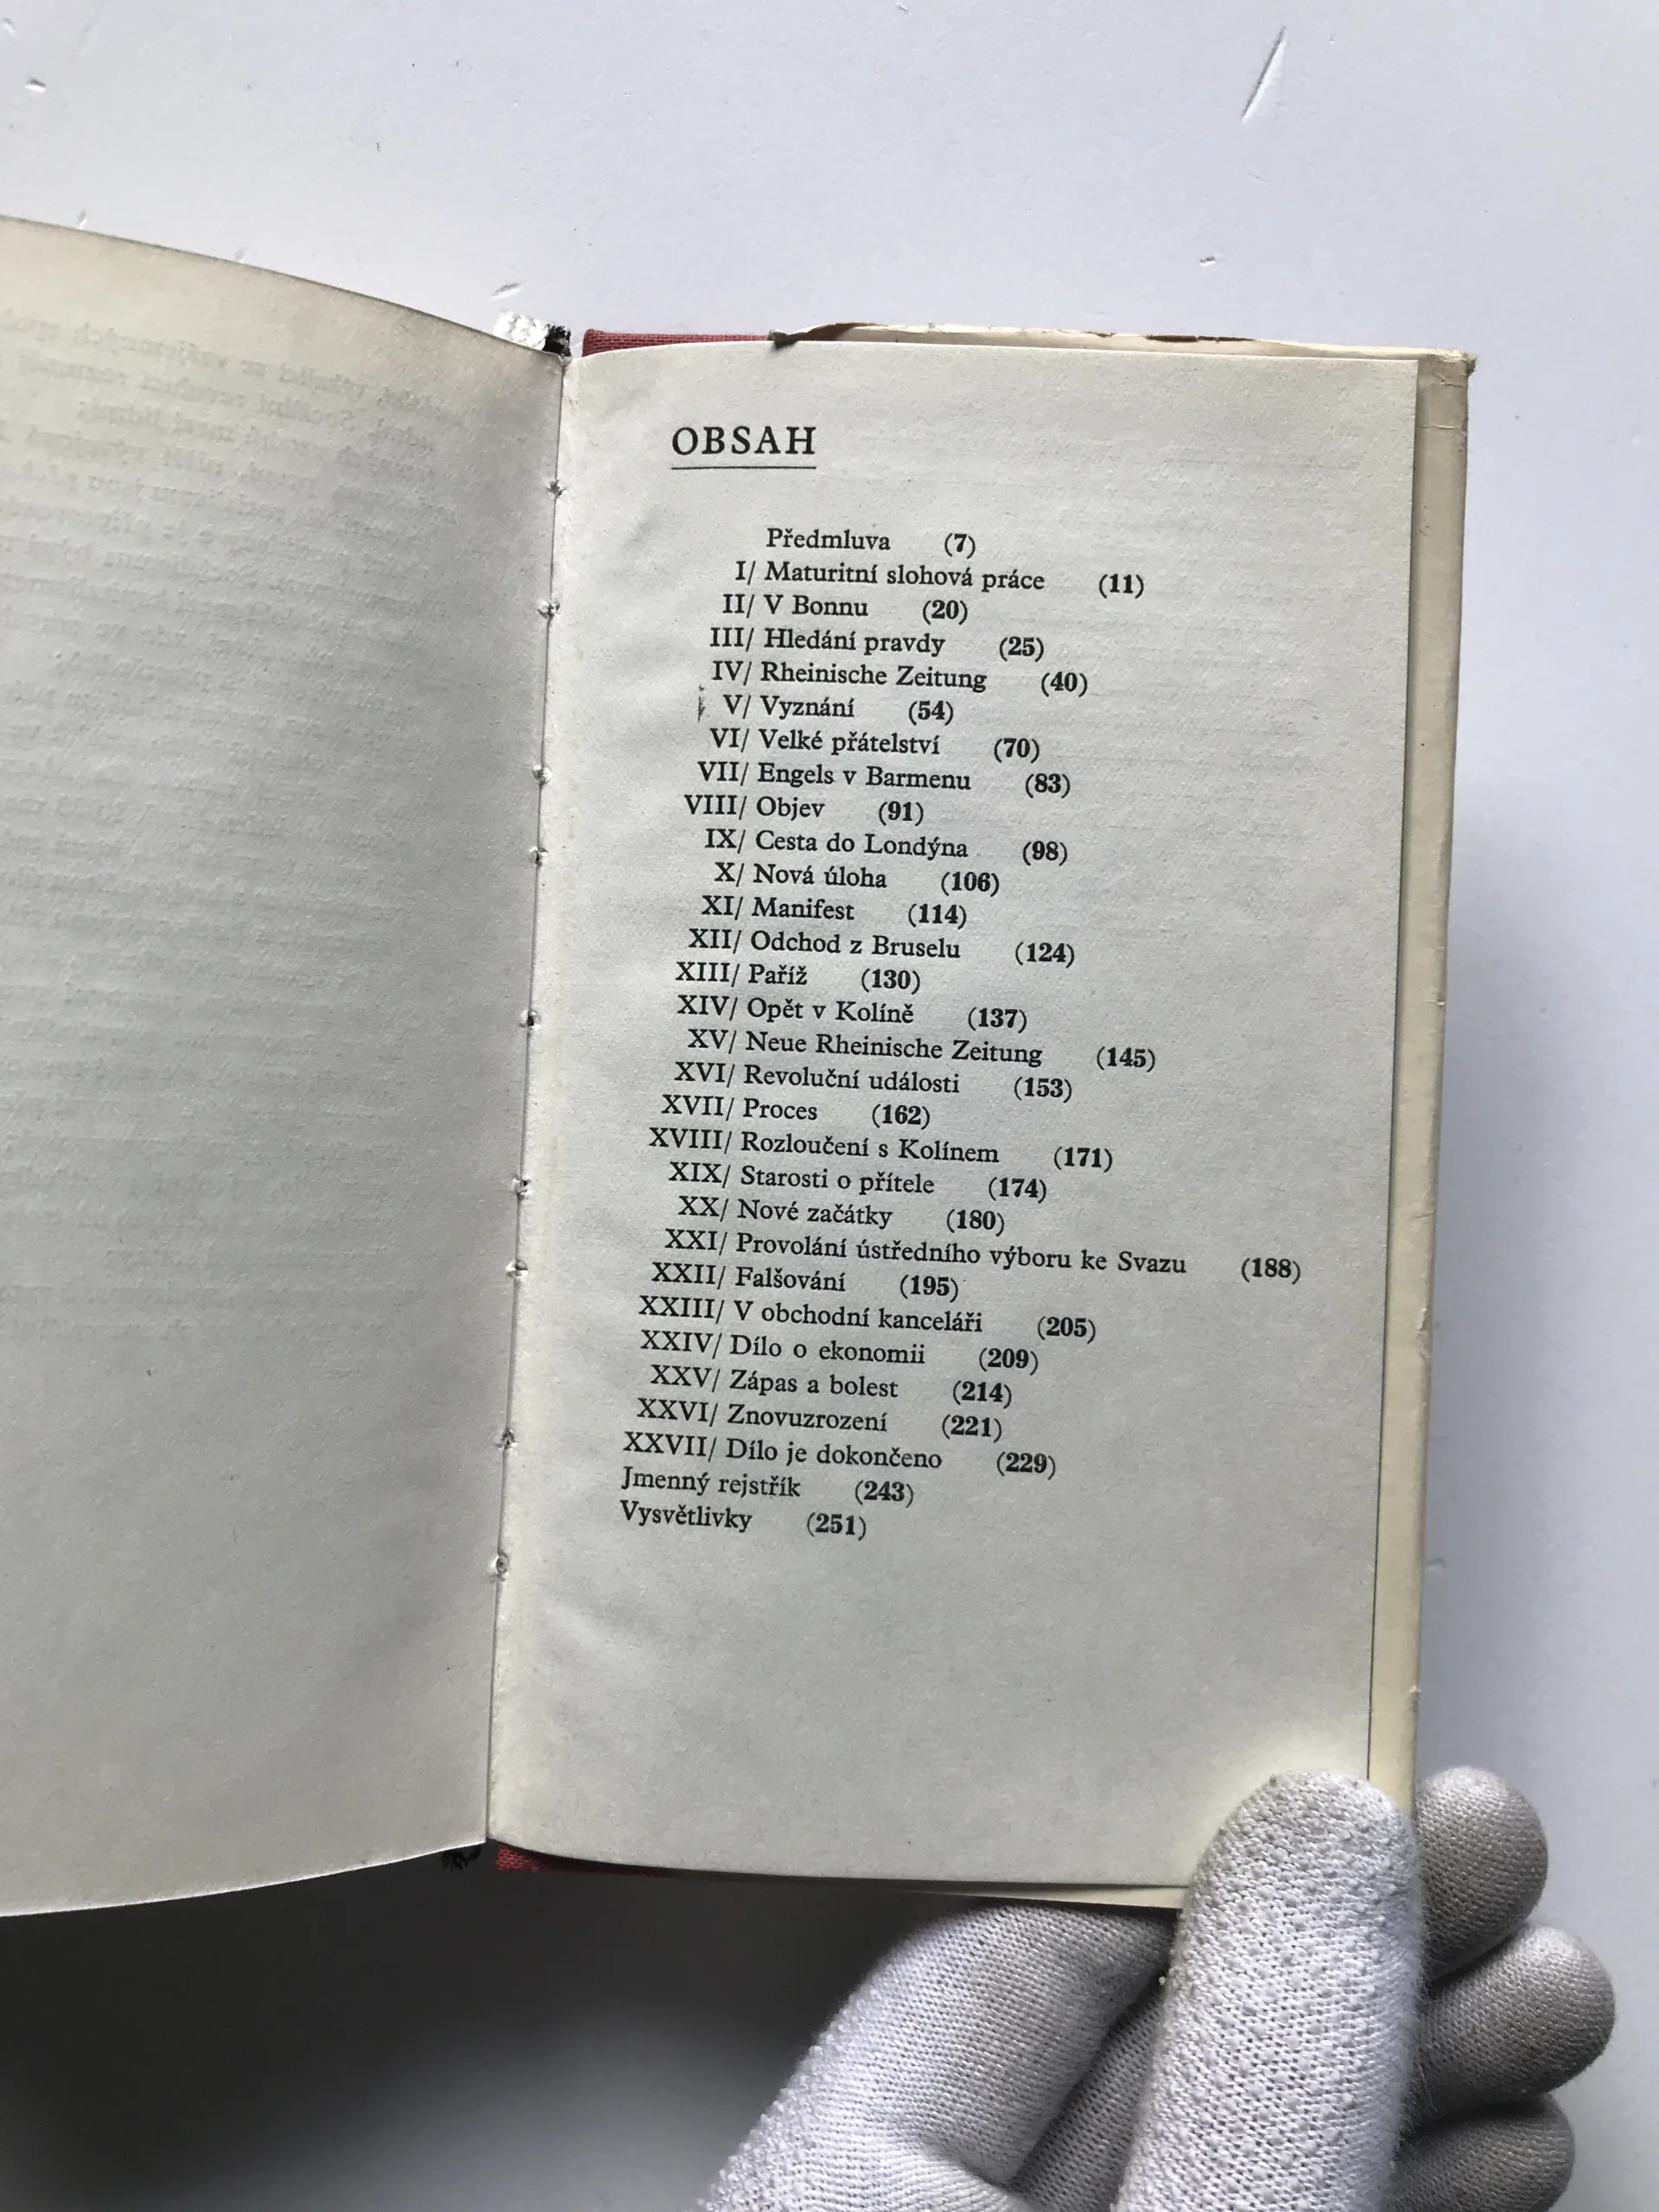 OBSAH
Předmluva (7)
I/ Maturitní slohová práce (11)
II/ V Bonnu (20)
III/ Hledání pravdy (25)
IV/ Rheinische Zeitung (40)
V/ Vyznání (54)
VI/ Velké přátelství (70)
VII/ Engels v Barmenu (83)
VIII/ Objev (91)
IX/ Cesta do Londýna (98)
X/ Nová úloha (106)
XI/ Manifest (114)
XII/ Odchod z Bruselu (124)
XIII/ Paříž (130)
XIV/ Opět v Kolíně (137)
XV/ Neue Rheinische Zeitung (145)
XVI/ Revoluční události (153)
XVII/ Proces (162)
XVIII/ Rozloučení s Kolínem (171)
XIX/ Starosti o přítele (174)
XX/ Nové začátky (180)
XXI/ Provolání ústředního výboru ke Svazu (188)
XXII/ Falšování (195)
XXIII/ V obchodní kanceláři (205)
XXIV/ Dílo o ekonomii (209)
XXV/ Zápas a bolest (214)
XXVI/ Znovuzrození (221)
XXVII/ Dílo je dokončeno (229)
Jmenný rejstřík (243)
Vysvětlivky (251)